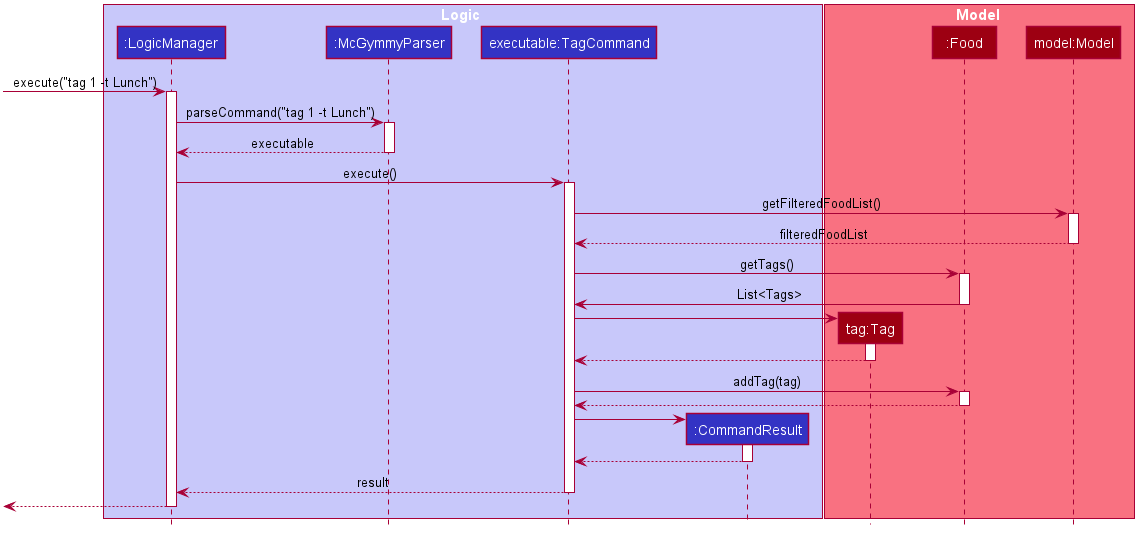 Logic
Model
:LogicManager
:McGymmyParser
executable:TagCommand
:Food
model:Model
execute("tag 1 -t Lunch")
parseCommand("tag 1 -t Lunch")
executable
execute()
getFilteredFoodList()
filteredFoodList
getTags()
List<Tags>
tag:Tag
addTag(tag)
:CommandResult
result